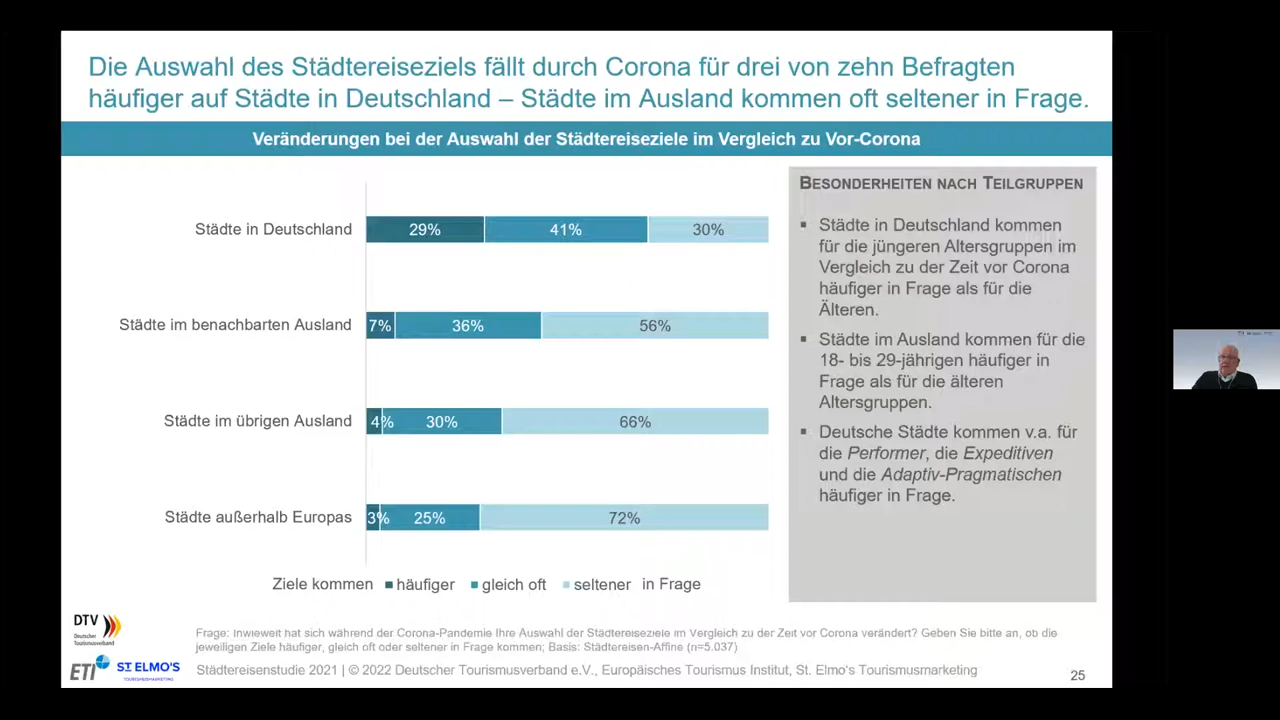 Die Auswahl des Städtereiseziels fällt durch Corona für drei von zehn Befragten
häufiger auf Städte in Deutschland – Städte im Ausland kommen oft seltener in Frage.
Veränderungen bei der Auswahl der Städtereiseziele im Vergleich zu Vor-Corona
Städte in Deutschland
29%
41%
30%
Städte im benachbarten Ausland
7%
36%
56%
Städte im übrigen Ausland
4%
30%
66%
Städte außerhalb Europas
3%
25%
72%
Ziele kommen ■ häufiger ■ gleich oft ■ seltener in Frage
BESONDERHEITEN NACH TEILGRUPPEN
▪ Städte in Deutschland kommen
für die jüngeren Altersgruppen im
Vergleich zu der Zeit vor Corona
häufiger in Frage als für die
Älteren.
▪ Städte im Ausland kommen für die
18- bis 29-jährigen häufiger in
Frage als für die älteren
Altersgruppen.
▪ Deutsche Städte kommen v.a. für
die Performer, die Expeditiven
und die Adaptiv-Pragmatischen
häufiger in Frage.
DTV
Deutscher
Tourismusverband
ETI
ST ELMO'S
TOURISMUSMARKETING
Frage: Inwieweit hat sich während der Corona-Pandemie Ihre Auswahl der Städtereiseziele im Vergleich zu der Zeit vor Corona verändert? Geben Sie bitte an, ob die
jeweiligen Ziele häufiger, gleich oft oder seltener in Frage kommen; Basis: Städtereisen-Affine (n=5.037)
Städtereisenstudie 2021 | © 2022 Deutscher Tourismusverband e.V., Europäisches Tourismus Institut, St. Elmo's Tourismusmarketing
25